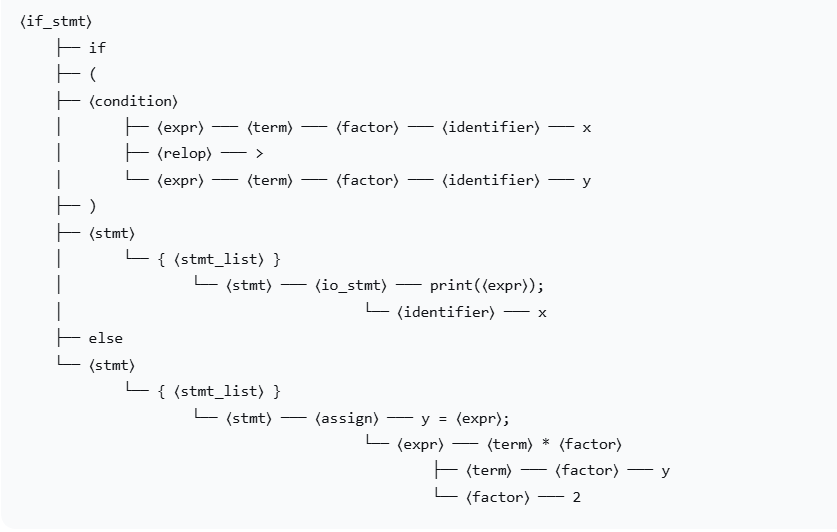 ⟨if_stmt⟩
├── if
├── (
├── ⟨condition⟩
│ ├── ⟨expr⟩ ── ⟨term⟩ ── ⟨factor⟩ ── ⟨identifier⟩ ── x
│ ├── ⟨relop⟩ ── >
│ └── ⟨expr⟩ ── ⟨term⟩ ── ⟨factor⟩ ── ⟨identifier⟩ ── y
├── )
├── ⟨stmt⟩
│ └── { ⟨stmt_list⟩ }
│ └── ⟨stmt⟩ ── ⟨io_stmt⟩ ── print(⟨expr⟩);
│ └── ⟨identifier⟩ ── x
├── else
└── ⟨stmt⟩
└── { ⟨stmt_list⟩ }
└── ⟨stmt⟩ ── ⟨assign⟩ ── y = ⟨expr⟩;
└── ⟨expr⟩ ── ⟨term⟩ * ⟨factor⟩
├── ⟨term⟩ ── ⟨factor⟩ ── y
└── ⟨factor⟩ ── 2